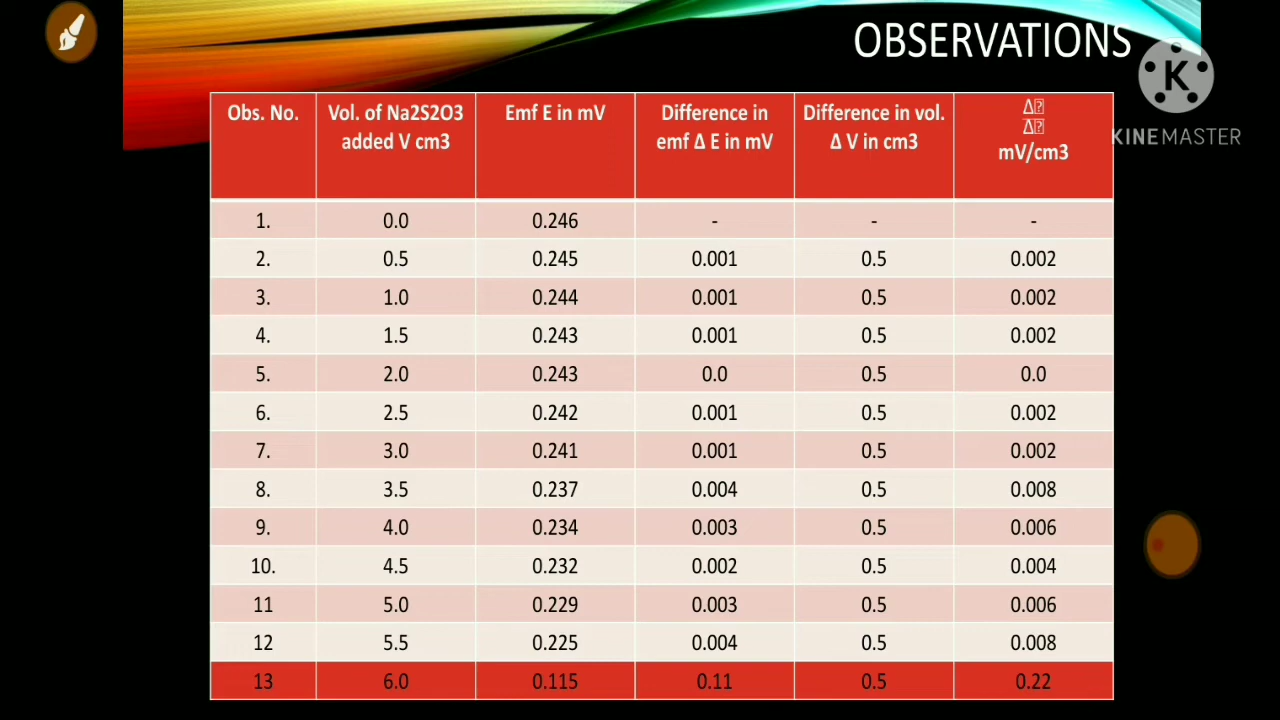 OBSERVATIONS
K
KINEMASTER
Obs. No. Vol. of Na2S2O3 added V cm3 Emf E in mV Difference in emf Δ E in mV Difference in vol. Δ V in cm3 Δ Δ mV/cm3
1. 0.0 0.246 - - -
2. 0.5 0.245 0.001 0.5 0.002
3. 1.0 0.244 0.001 0.5 0.002
4. 1.5 0.243 0.001 0.5 0.002
5. 2.0 0.243 0.0 0.5 0.0
6. 2.5 0.242 0.001 0.5 0.002
7. 3.0 0.241 0.001 0.5 0.002
8. 3.5 0.237 0.004 0.5 0.008
9. 4.0 0.234 0.003 0.5 0.006
10. 4.5 0.232 0.002 0.5 0.004
11 5.0 0.229 0.003 0.5 0.006
12 5.5 0.225 0.004 0.5 0.008
13 6.0 0.115 0.11 0.5 0.22